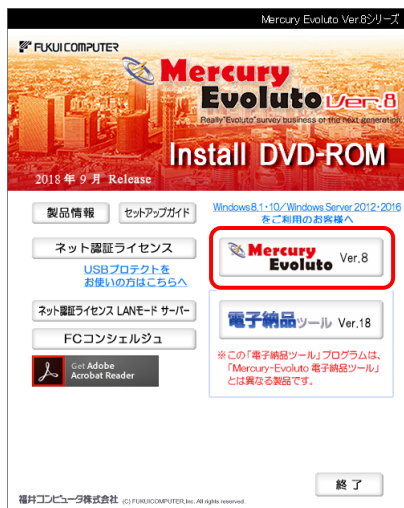 Mercury Evoluto Ver.8シリーズ
FUKUI COMPUTER
Mercury
Evoluto Ver.8
Really"Evoluto"survey business of the next generation.
Install DVD-ROM
2018 年 9 月 Release
製品情報
セットアップガイド
Windows8.1・10/Windows Server 2012・2016
をご利用のお客様へ
ネット認証ライセンス
USBプロテクトを
お使いの方はこちらへ
Mercury
Evoluto Ver.8
ネット認証ライセンス LANモード サーバー
電子納品ツール Ver.18
FCコンシェルジュ
Get Adobe
Acrobat Reader
※この「電子納品ツール」プログラムは、
「Mercury-Evoluto 電子納品ツール」
とは異なる製品です。
終 了
福井コンピュータ株式会社 (C) FUKUICOMPUTER,Inc. All rights reserved.